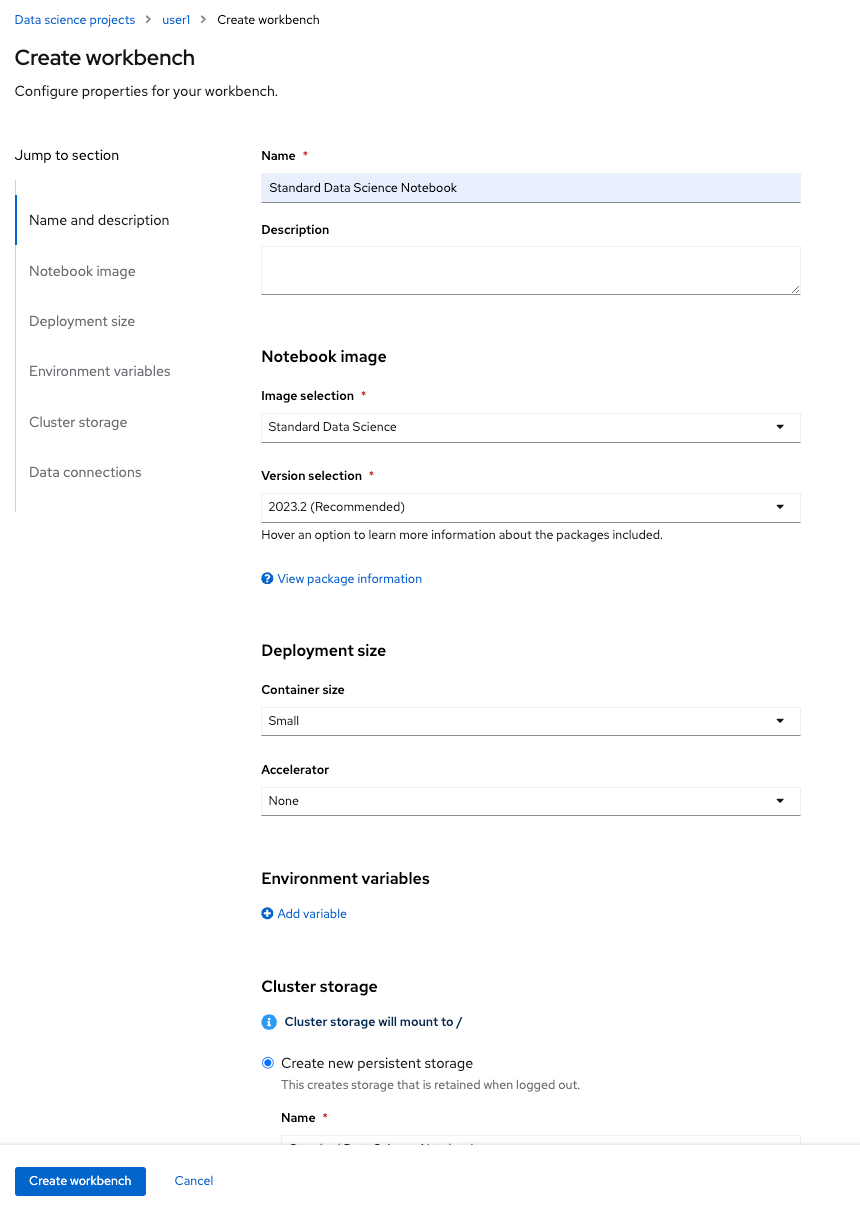 Data science projects > user1 > Create workbench
Create workbench
Configure properties for your workbench.
Jump to section
Name and description
Notebook image
Deployment size
Environment variables
Cluster storage
Data connections
Name *
Standard Data Science Notebook
Description
Notebook image
Image selection *
Standard Data Science
Version selection *
2023.2 (Recommended)
Hover an option to learn more information about the packages included.
View package information
Deployment size
Container size
Small
Accelerator
None
Environment variables
Add variable
Cluster storage
Cluster storage will mount to /
Create new persistent storage
This creates storage that is retained when logged out.
Name *
Create workbench
Cancel